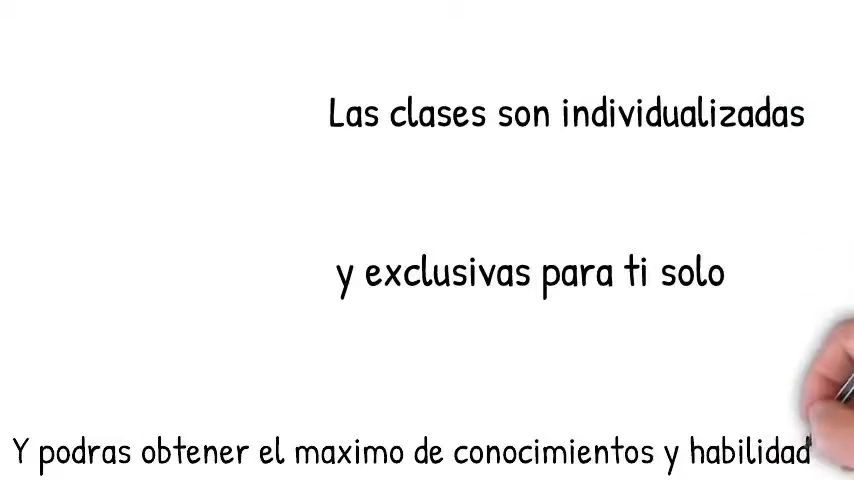 Las clases son individualizadas
y exclusivas para ti solo
Y podras obtener el maximo de conocimientos y habilidad